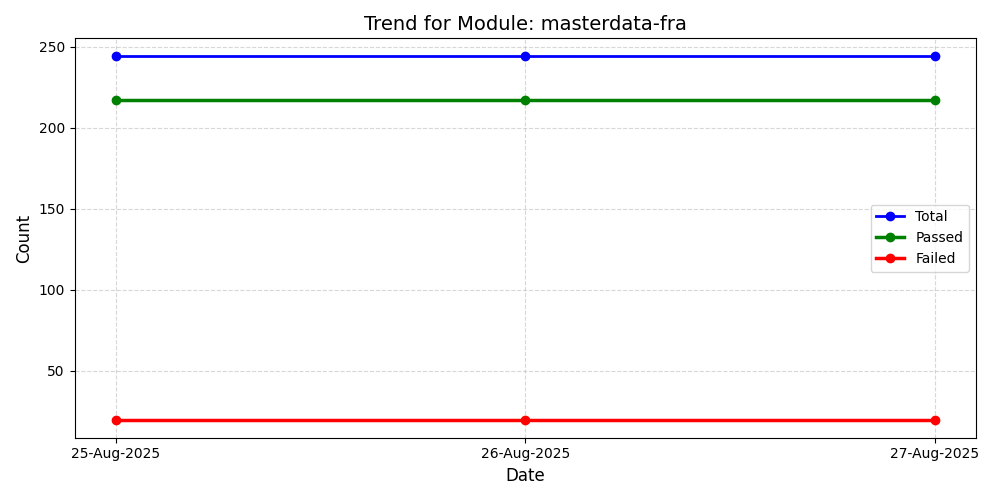 Trend for Module: masterdata-fra
250
200
150
100
50
Count
Total
Passed
Failed
25-Aug-2025 26-Aug-2025 27-Aug-2025
Date